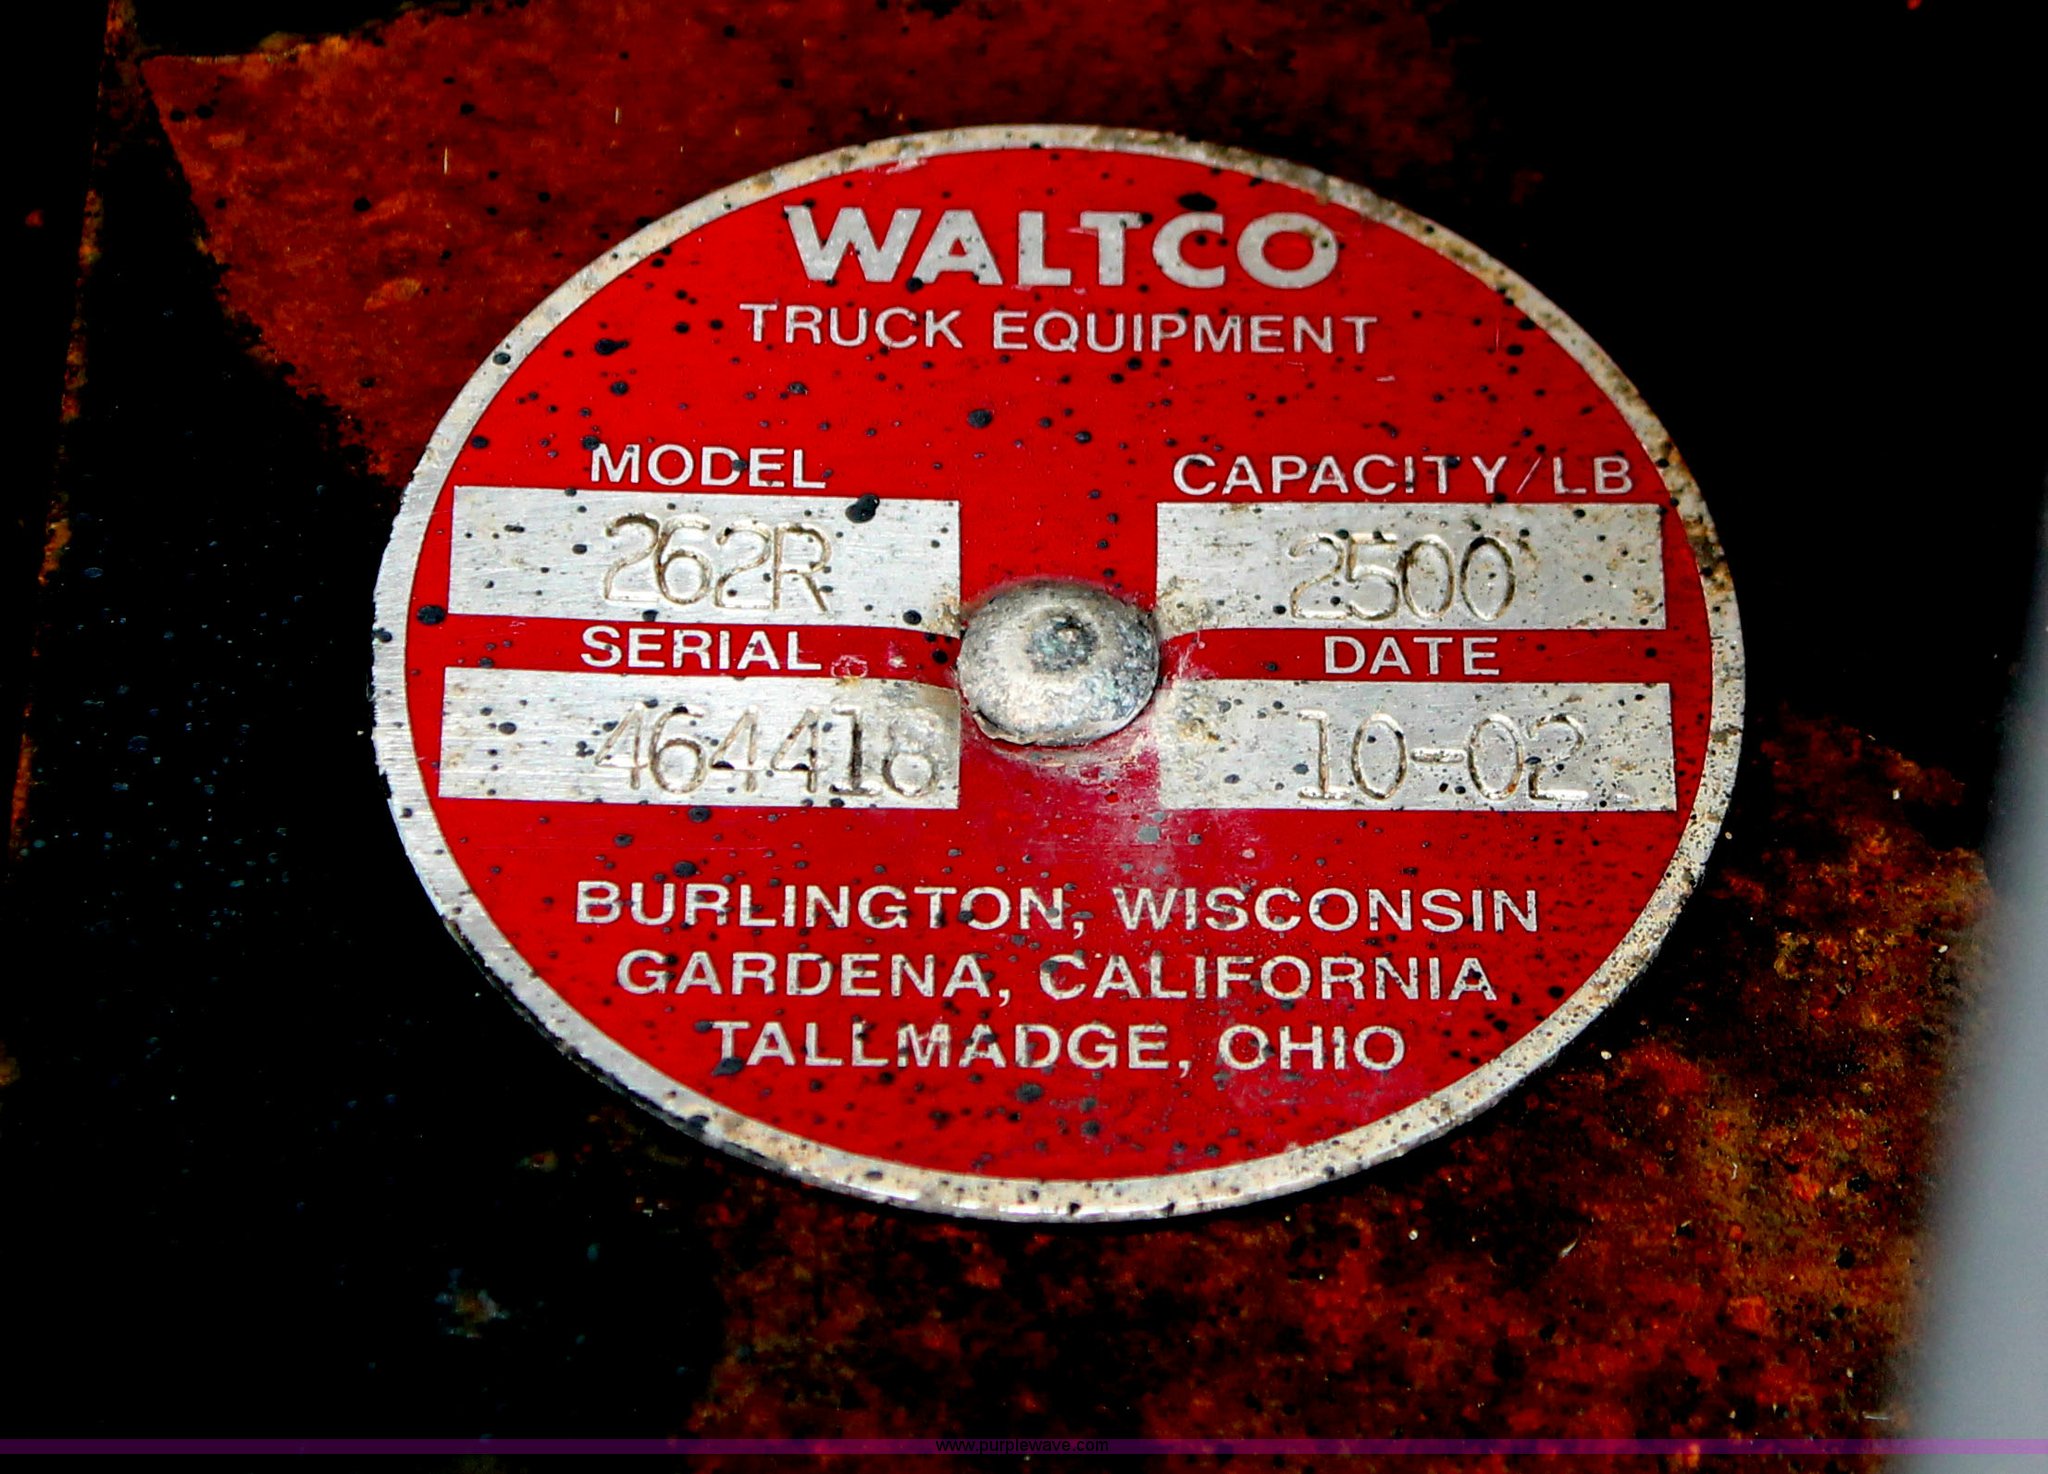 WALTCO
TRUCK EQUIPMENT
MODEL
262R
CAPACITY/LB
2500
SERIAL
464418
DATE
10-02
BURLINGTON, WISCONSIN
GARDENA, CALIFORNIA
TALLMADGE, OHIO
www.purplewave.com